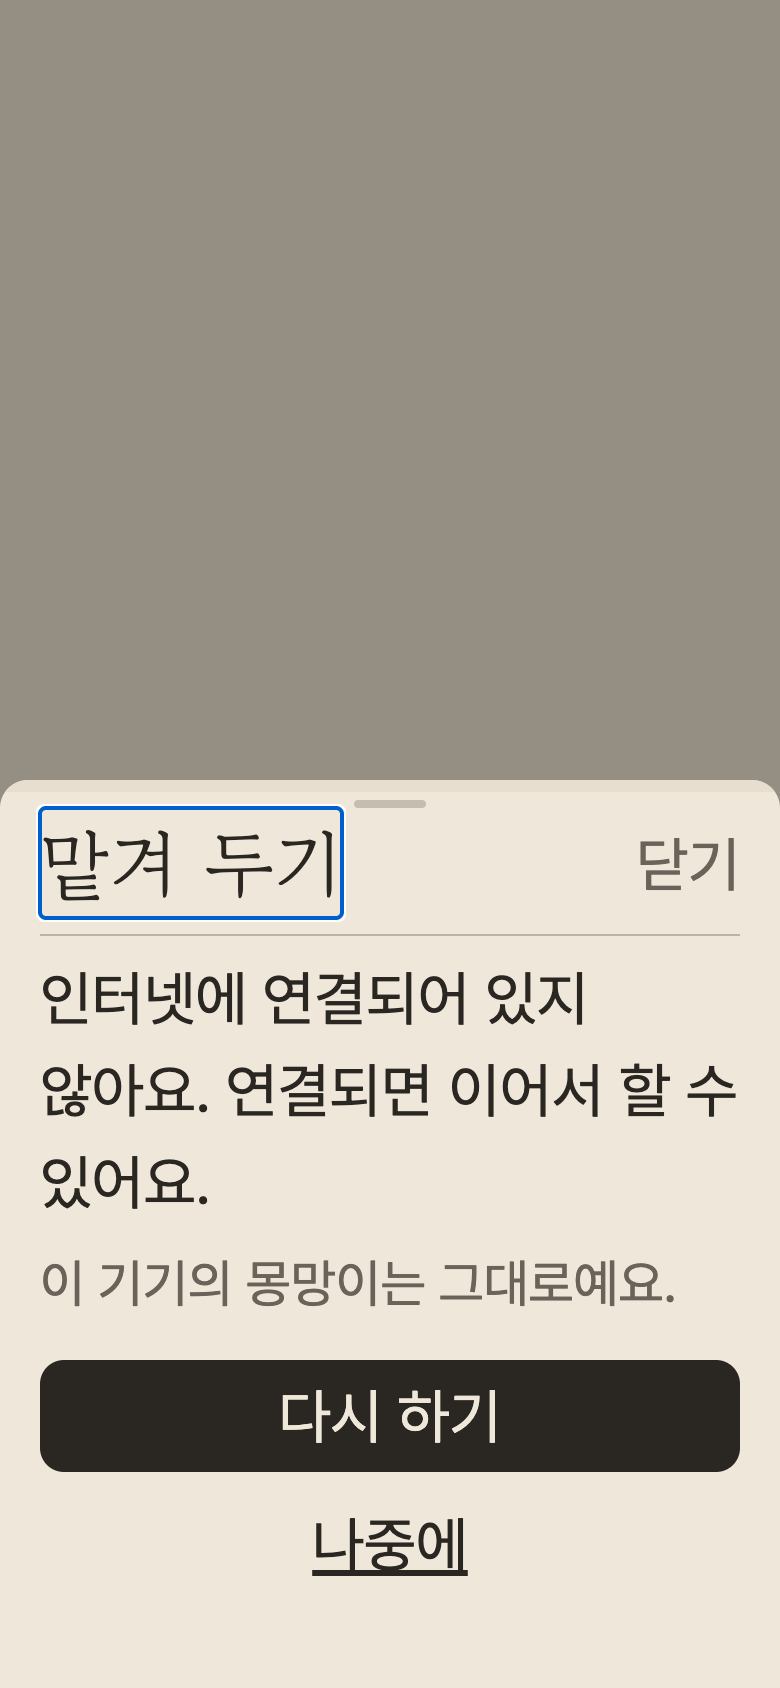 맡겨 두기
닫기
인터넷에 연결되어 있지
않아요. 연결되면 이어서 할 수
있어요.
이 기기의 몽망이는 그대로예요.
다시 하기
나중에